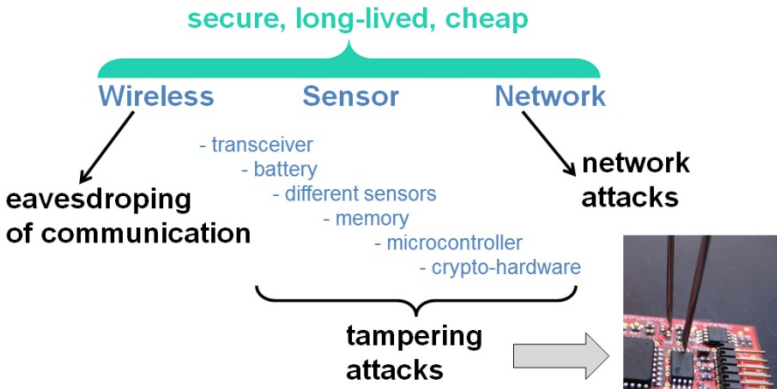 secure, long-lived, cheap
Wireless Sensor Network
- transceiver
- battery
- different sensors
- memory
- microcontroller
- crypto-hardware
eavesdroping
of communication
network
attacks
tampering
attacks